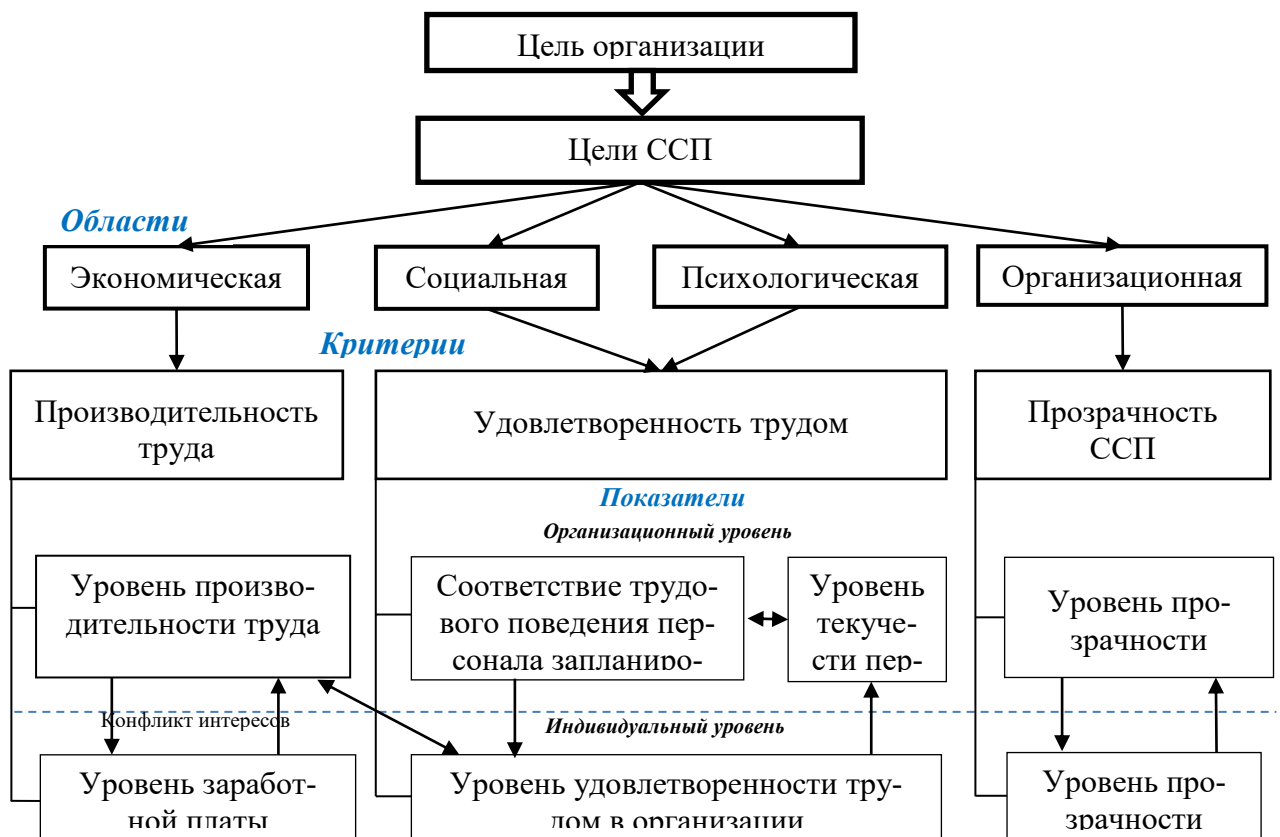 Цель организации
Цели ССП
Области
Экономическая
Социальная
Психологическая
Организационная
Критерии
Производительность
труда
Удовлетворенность трудом
Прозрачность
ССП
Показатели
Организационный уровень
Уровень произво-
дительности труда
Соответствие трудо-
вого поведения пер-
сонала запланиро-
Уровень
текуче-
сти пер-
Уровень про-
зрачности
Конфликт интересов
Индивидуальный уровень
Уровень заработ-
ной платы
Уровень удовлетворенности тру-
дом в организации
Уровень про-
зрачности